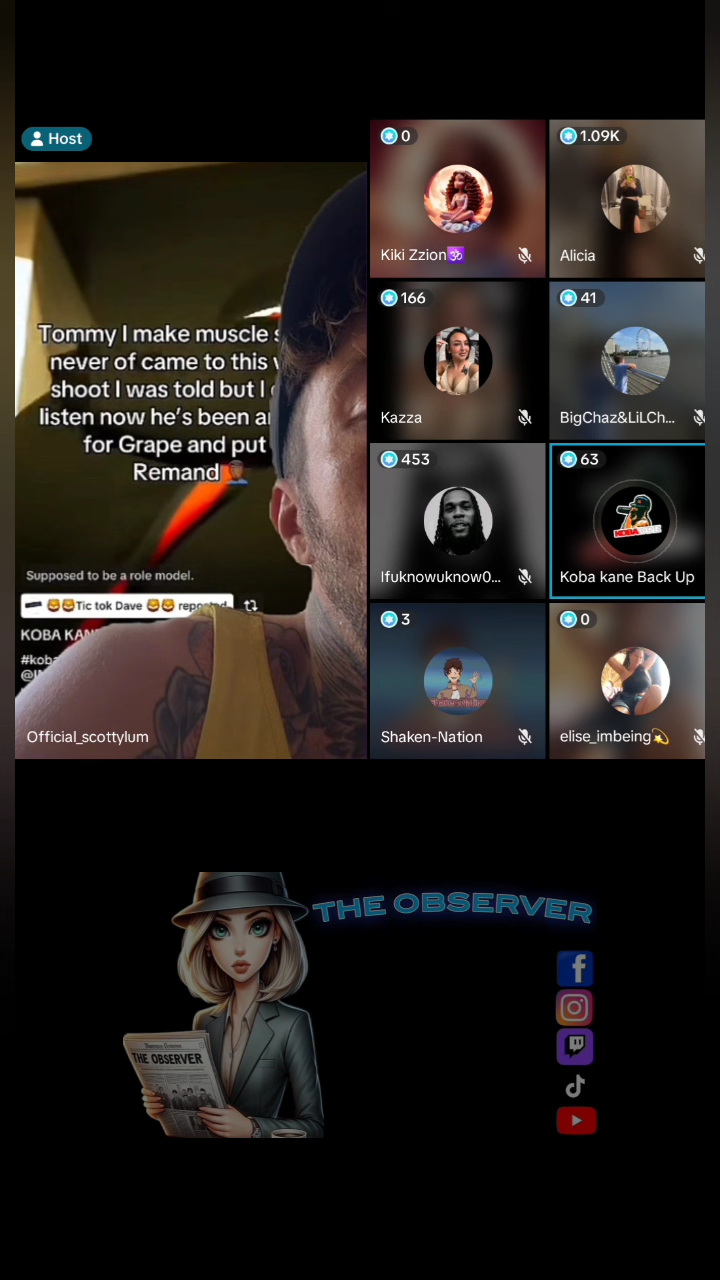 Host
Tommy I make muscle
never of came to this
shoot I was told but I
listen now he's been
for Grape and put
Remand
Supposed to be a role model.
Tic tok Dave
KOBA KAN
#koba
Official_scottylum
0
Kiki Zzion
1.09K
Alicia
166
Kazza
41
BigChaz&LiLCh...
453
Ifuknowuknow0...
63
KOBA
Koba kane Back Up
3
Shaken-Nation
0
elise_imbeing
THE OBSERVER
THE OBSERVER